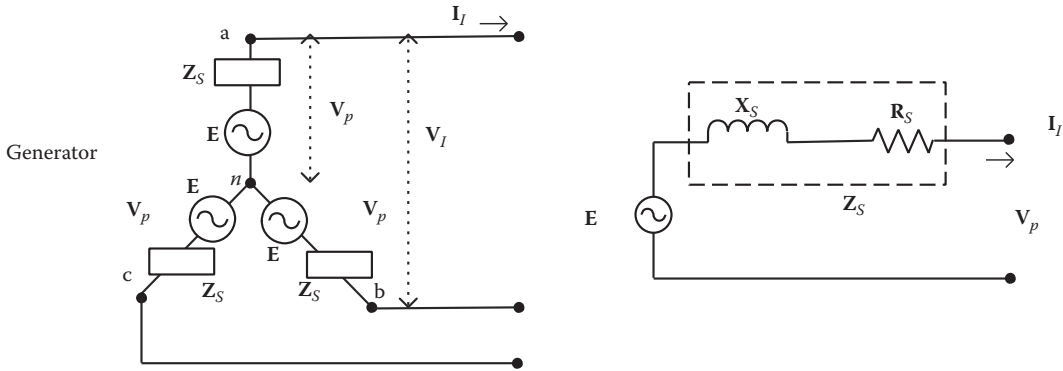 I_I
a
Z_S
V_p
V_I
E
Generator
n
E
V_p
V_p
E
c
Z_S
Z_S
b
X_S
R_S
I_I
Z_S
E
V_p